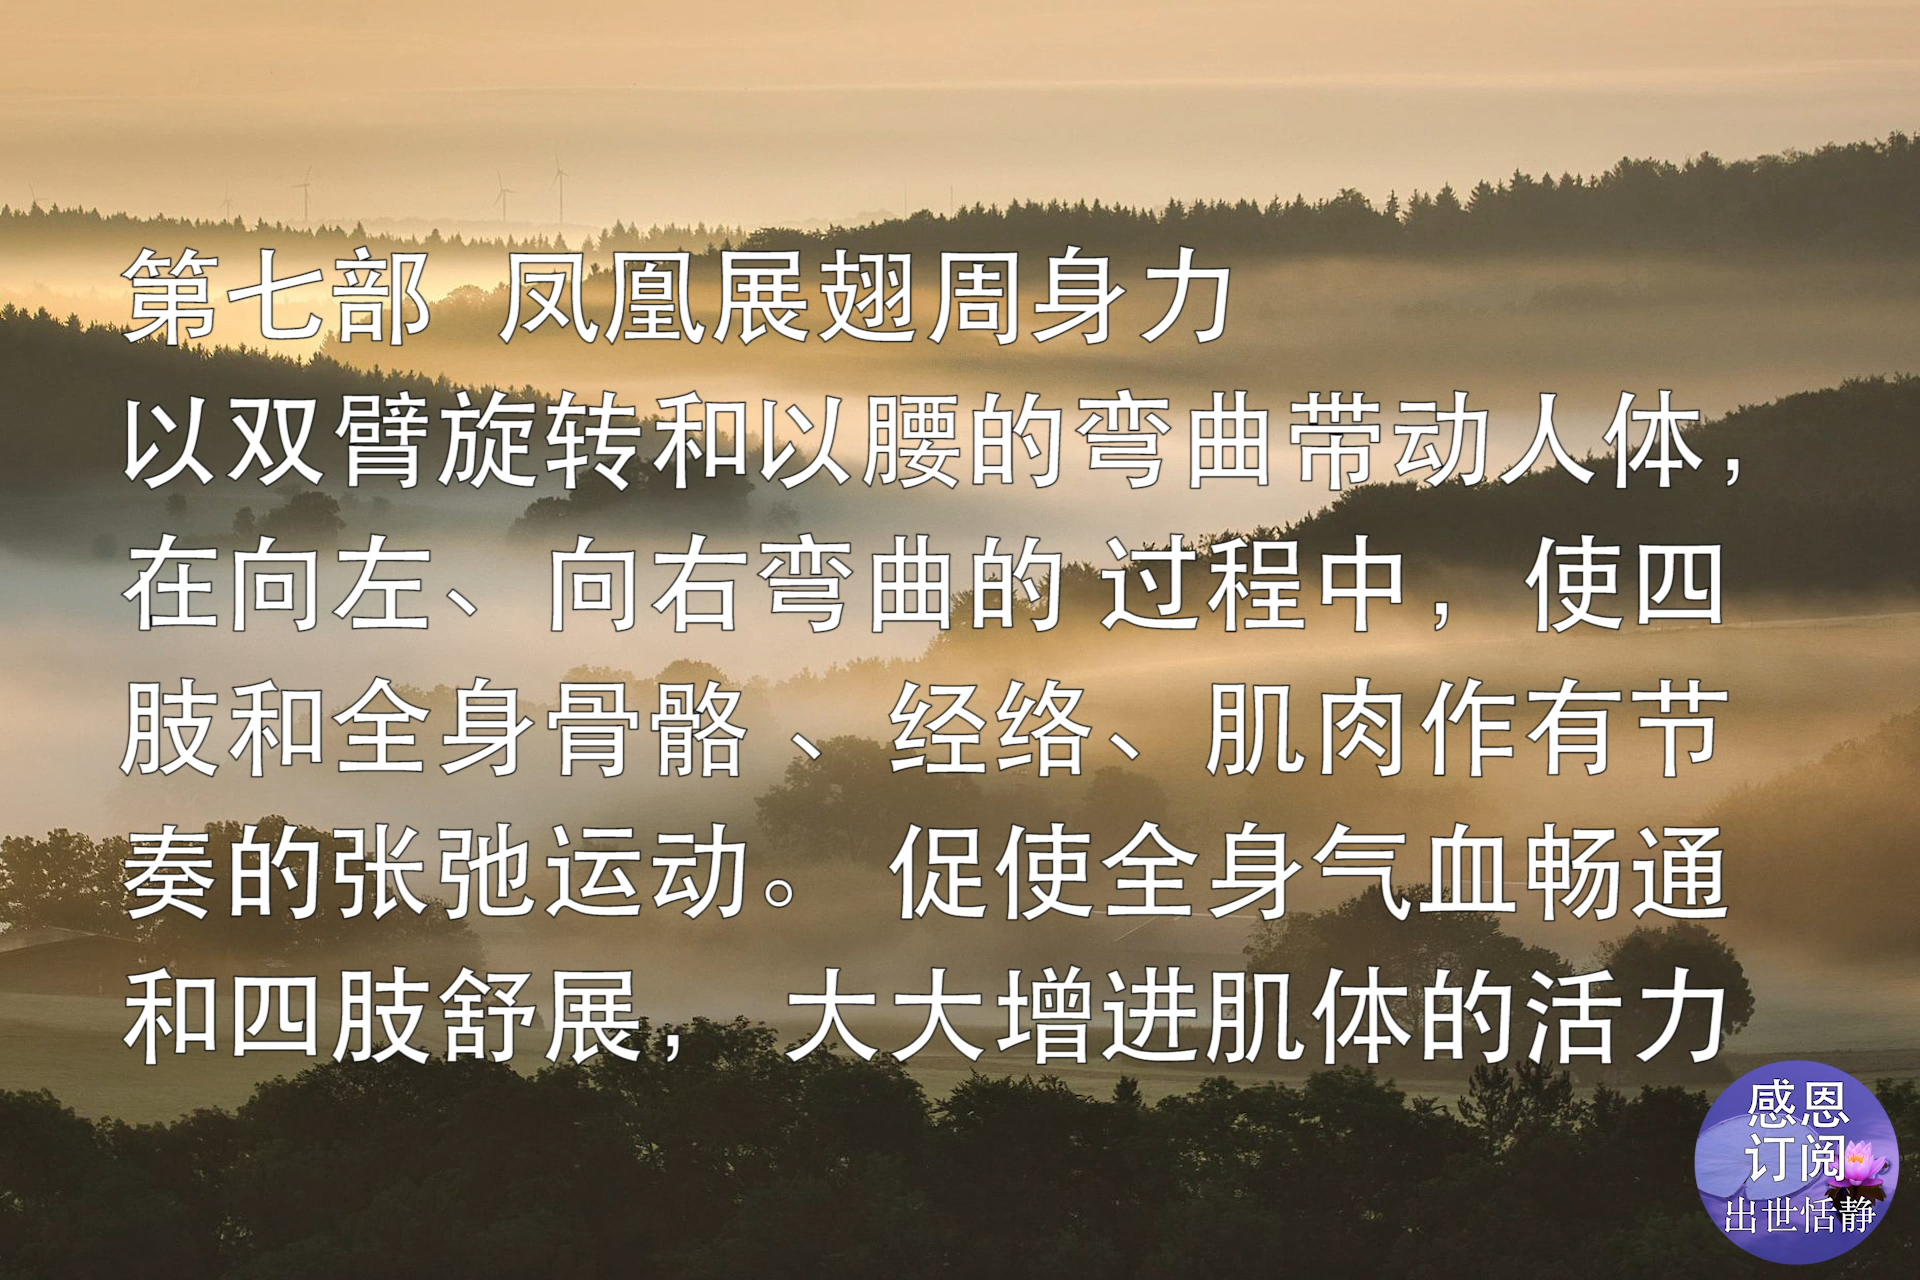 第七部 凤凰展翅周身力
以双臂旋转和以腰的弯曲带动人体，
在向左、向右弯曲的 过程中，使四
肢和全身骨骼 、经络、肌肉作有节
奏的张弛运动。 促使全身气血畅通
和四肢舒展， 大大增进肌体的活力
感恩
订阅
出世恬静